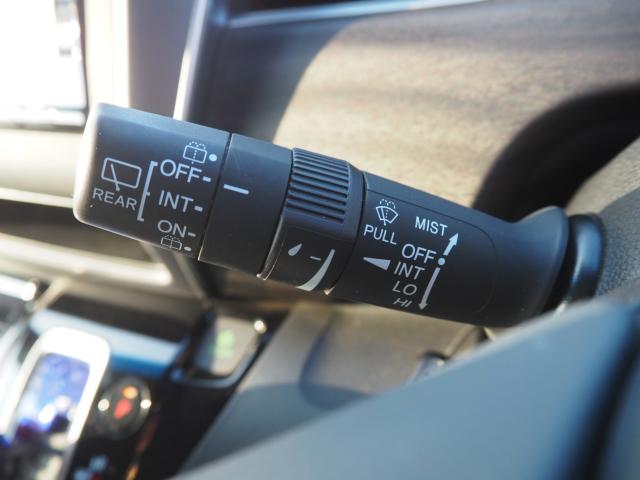 REAR
OFF
INT
ON
PULL
MIST
OFF
INT
LO
HI